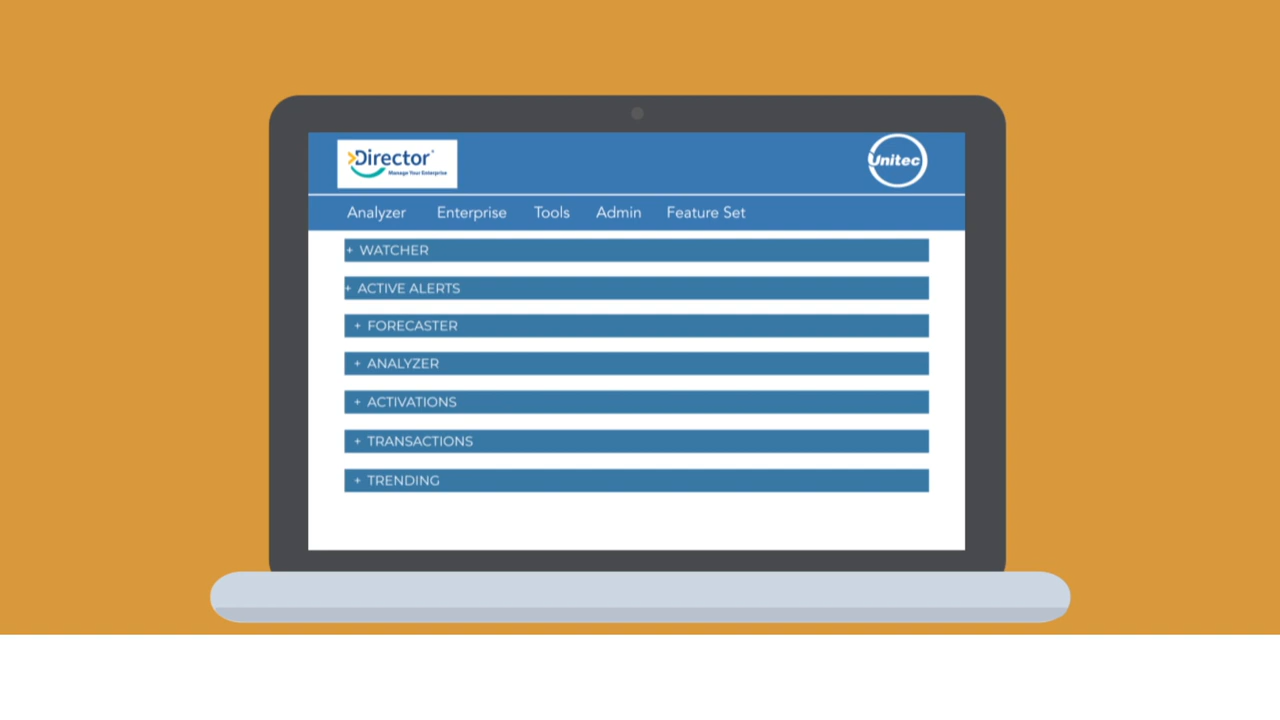 Director
Manage Your Enterprise
Unitec
Analyzer Enterprise Tools Admin Feature Set
+ WATCHER
+ ACTIVE ALERTS
+ FORECASTER
+ ANALYZER
+ ACTIVATIONS
+ TRANSACTIONS
+ TRENDING